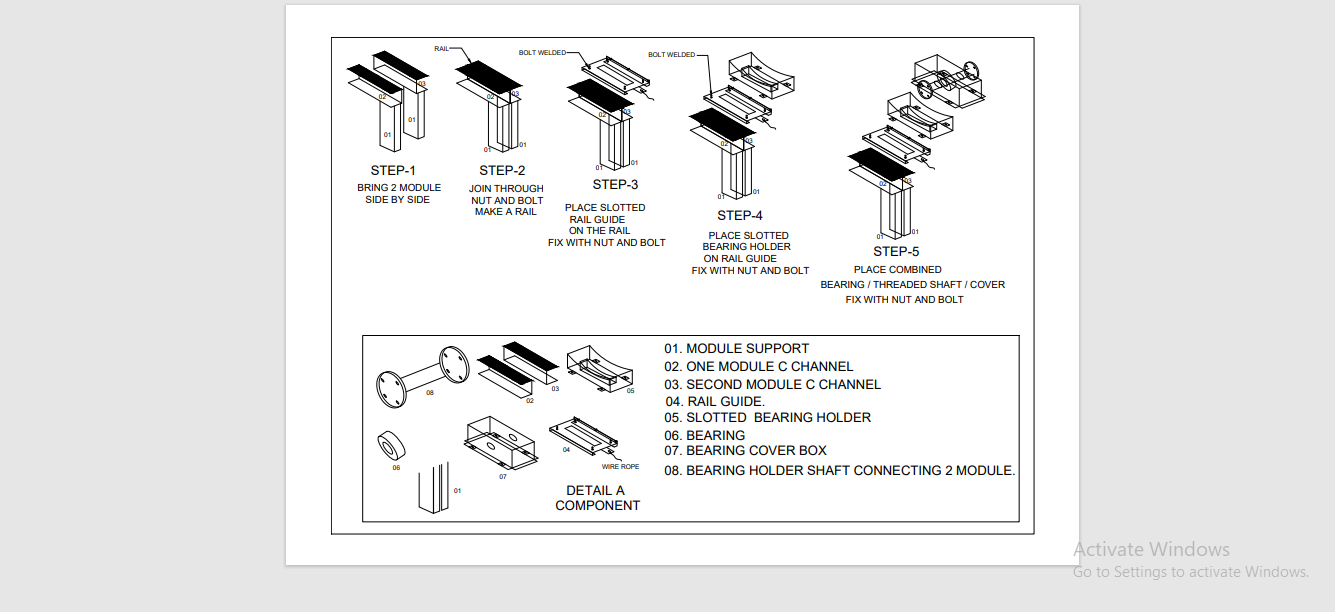 RAIL
BOLT WELDED
BOLT WELDED
02
03
01
01
02
03
01
01
02
03
01
01
02
03
01
01
02
03
01
01
STEP-1
BRING 2 MODULE
SIDE BY SIDE
STEP-2
JOIN THROUGH
NUT AND BOLT
MAKE A RAIL
STEP-3
PLACE SLOTTED
RAIL GUIDE
ON THE RAIL
FIX WITH NUT AND BOLT
STEP-4
PLACE SLOTTED
BEARING HOLDER
ON RAIL GUIDE
FIX WITH NUT AND BOLT
STEP-5
PLACE COMBINED
BEARING / THREADED SHAFT / COVER
FIX WITH NUT AND BOLT
08
02
03
05
06
01
07
04
WIRE ROPE
DETAIL A
COMPONENT
01. MODULE SUPPORT
02. ONE MODULE C CHANNEL
03. SECOND MODULE C CHANNEL
04. RAIL GUIDE.
05. SLOTTED BEARING HOLDER
06. BEARING
07. BEARING COVER BOX
08. BEARING HOLDER SHAFT CONNECTING 2 MODULE.
Activate Windows
Go to Settings to activate Windows.